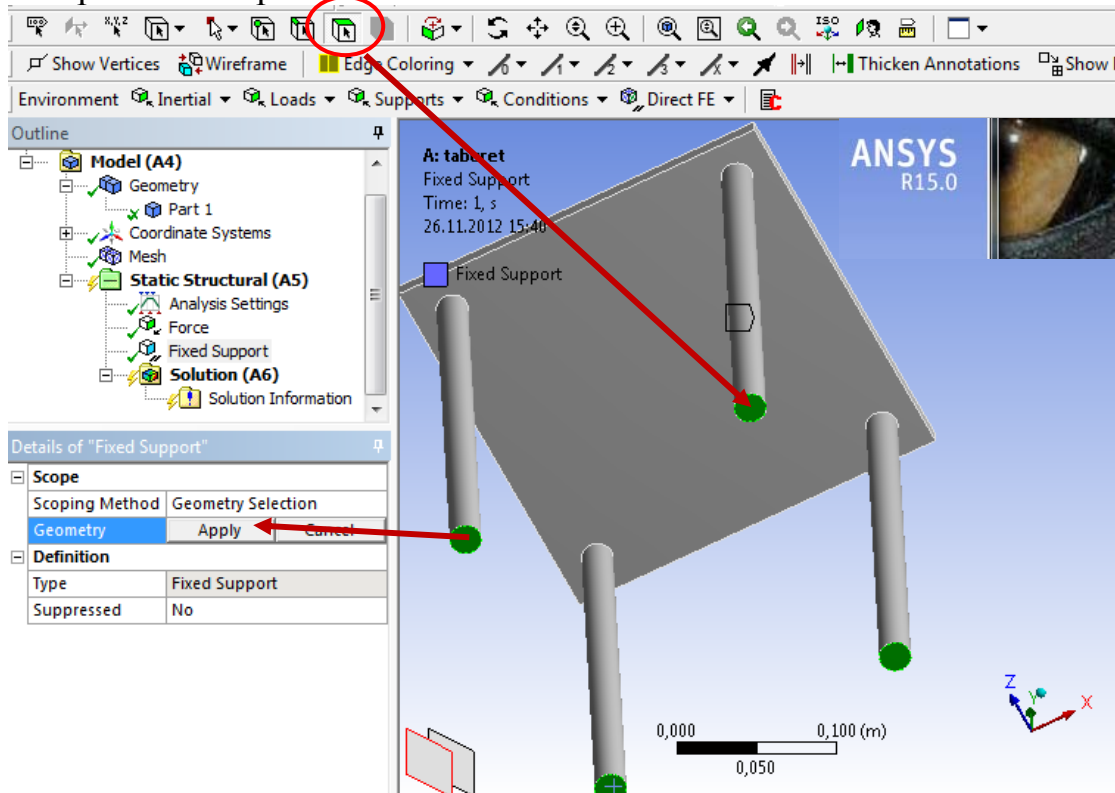 X,Y,Z
ISO
Show Vertices Wireframe Edge Coloring Thicken Annotations Show
Environment Inertial Loads Supports Conditions Direct FE
Outline
Model (A4)
Geometry
Part 1
Coordinate Systems
Mesh
Static Structural (A5)
Analysis Settings
Force
Fixed Support
Solution (A6)
Solution Information
Details of "Fixed Support"
Scope
Scoping Method Geometry Selection
Geometry Apply Cancel
Definition
Type Fixed Support
Suppressed No
A: taburet
Fixed Support
Time: 1, s
26.11.2012 15:40
Fixed Support
ANSYS
R15.0
Z
Y
X
0,000 0,100 (m)
0,050